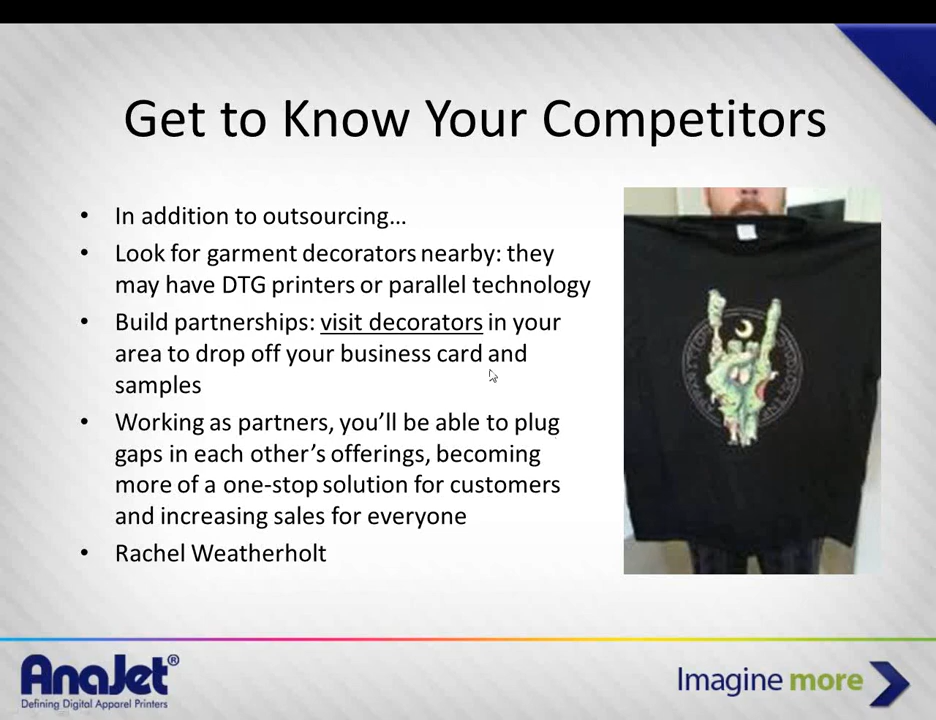 Get to Know Your Competitors
• In addition to outsourcing...
• Look for garment decorators nearby: they
may have DTG printers or parallel technology
• Build partnerships: visit decorators in your
area to drop off your business card and
samples
• Working as partners, you’ll be able to plug
gaps in each other’s offerings, becoming
more of a one-stop solution for customers
and increasing sales for everyone
• Rachel Weatherholt
AnaJet®
Defining Digital Apparel Printers
Imagine more